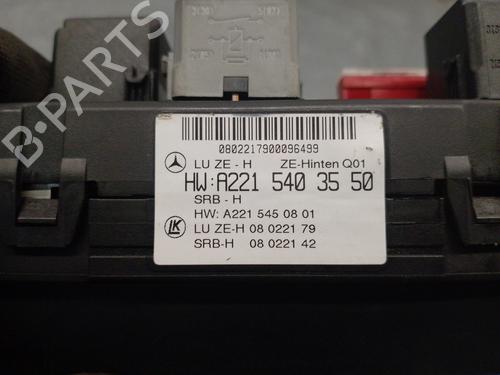 B-PARTS
0802217900096499
LU ZE - H ZE-Hinten Q01
HW:A221 540 35 50
SRB - H
HW: A221 545 08 01
LU ZE-H 08 0221 79
SRB-H 08 0221 42
LK